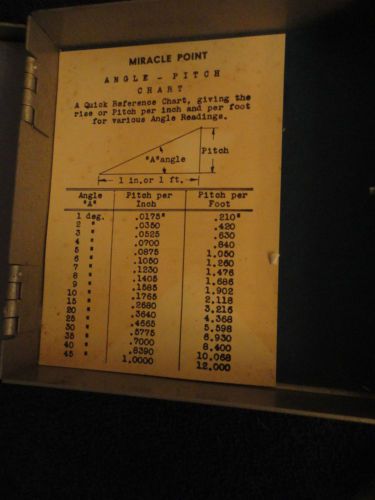 MIRACLE POINT
ANGLE - PITCH
CHART
A Quick Reference Chart, giving the
rise or Pitch per inch and per foot
for various Angle Readings.
"A"angle
Pitch
1 in. or 1 ft.
Angle "A" Pitch per Inch Pitch per Foot
1 deg. .0175" .210"
2 " .0350 .420
3 " .0525 .630
4 " .0700 .840
5 " .0875 1.050
6 " .1050 1.260
7 " .1230 1.476
8 " .1405 1.686
9 " .1585 1.902
10 " .1765 2.118
15 " .2680 3.216
20 " .3640 4.368
25 " .4665 5.598
30 " .5775 6.930
35 " .7000 8.400
40 " .8390 10.068
45 " 1.0000 12.000